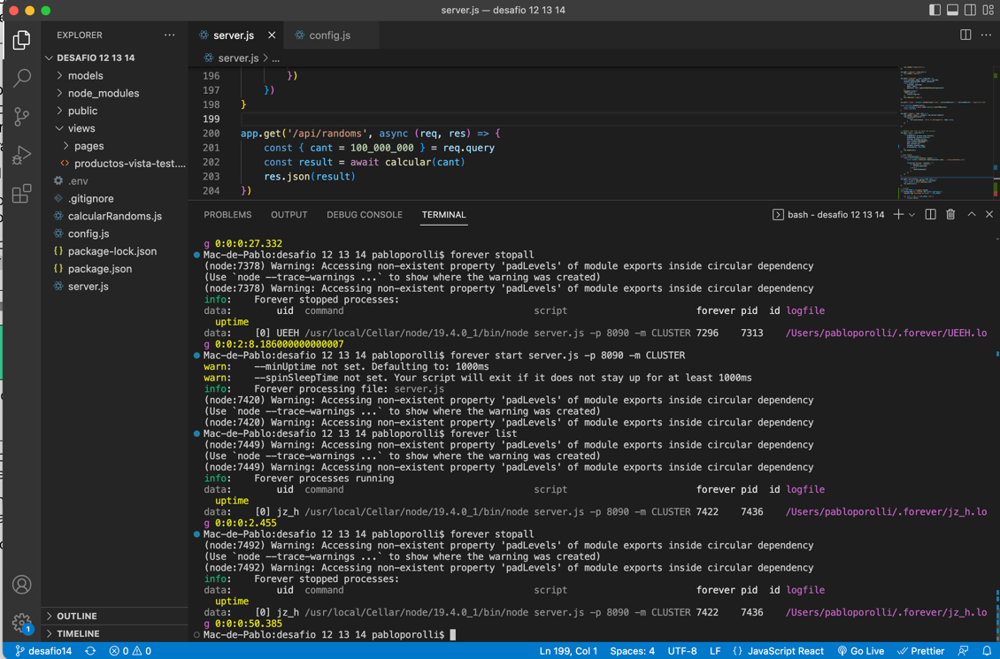 server.js — desafio 12 13 14
EXPLORER
DESAFIO 12 13 14
models
node_modules
public
views
pages
productos-vista-test....
.env
.gitignore
calcularRandoms.js
config.js
package-lock.json
package.json
server.js
OUTLINE
TIMELINE
server.js
config.js
server.js > ...
196 })
197 })
198 }
199
200 app.get('/api/randoms', async (req, res) => {
201 const { cant = 100_000_000 } = req.query
202 const result = await calcular(cant)
203 res.json(result)
204 })
PROBLEMS OUTPUT DEBUG CONSOLE TERMINAL
bash - desafio 12 13 14
g 0:0:0:27.332
Mac-de-Pablo:desafio 12 13 14 pabloporolli$ forever stopall
(node:7378) Warning: Accessing non-existent property 'padLevels' of module exports inside circular dependency
(Use `node --trace-warnings ...` to show where the warning was created)
(node:7378) Warning: Accessing non-existent property 'padLevels' of module exports inside circular dependency
info: Forever stopped processes:
data: uid command script forever pid id logfile
uptime
data: [0] UEEH /usr/local/Cellar/node/19.4.0_1/bin/node server.js -p 8090 -m CLUSTER 7296 7313 /Users/pabloporolli/.forever/UEEH.lo
g 0:0:2:8.186000000000007
Mac-de-Pablo:desafio 12 13 14 pabloporolli$ forever start server.js -p 8090 -m CLUSTER
warn: --minUptime not set. Defaulting to: 1000ms
warn: --spinSleepTime not set. Your script will exit if it does not stay up for at least 1000ms
info: Forever processing file: server.js
(node:7420) Warning: Accessing non-existent property 'padLevels' of module exports inside circular dependency
(Use `node --trace-warnings ...` to show where the warning was created)
(node:7420) Warning: Accessing non-existent property 'padLevels' of module exports inside circular dependency
Mac-de-Pablo:desafio 12 13 14 pabloporolli$ forever list
(node:7449) Warning: Accessing non-existent property 'padLevels' of module exports inside circular dependency
(Use `node --trace-warnings ...` to show where the warning was created)
(node:7449) Warning: Accessing non-existent property 'padLevels' of module exports inside circular dependency
info: Forever processes running
data: uid command script forever pid id logfile
uptime
data: [0] jz_h /usr/local/Cellar/node/19.4.0_1/bin/node server.js -p 8090 -m CLUSTER 7422 7436 /Users/pabloporolli/.forever/jz_h.lo
g 0:0:0:2.455
Mac-de-Pablo:desafio 12 13 14 pabloporolli$ forever stopall
(node:7492) Warning: Accessing non-existent property 'padLevels' of module exports inside circular dependency
(Use `node --trace-warnings ...` to show where the warning was created)
(node:7492) Warning: Accessing non-existent property 'padLevels' of module exports inside circular dependency
info: Forever stopped processes:
data: uid command script forever pid id logfile
uptime
data: [0] jz_h /usr/local/Cellar/node/19.4.0_1/bin/node server.js -p 8090 -m CLUSTER 7422 7436 /Users/pabloporolli/.forever/jz_h.lo
g 0:0:0:50.385
Mac-de-Pablo:desafio 12 13 14 pabloporolli$
1
desafio14 0 0 Ln 199, Col 1 Spaces: 4 UTF-8 LF {} JavaScript React Go Live Prettier